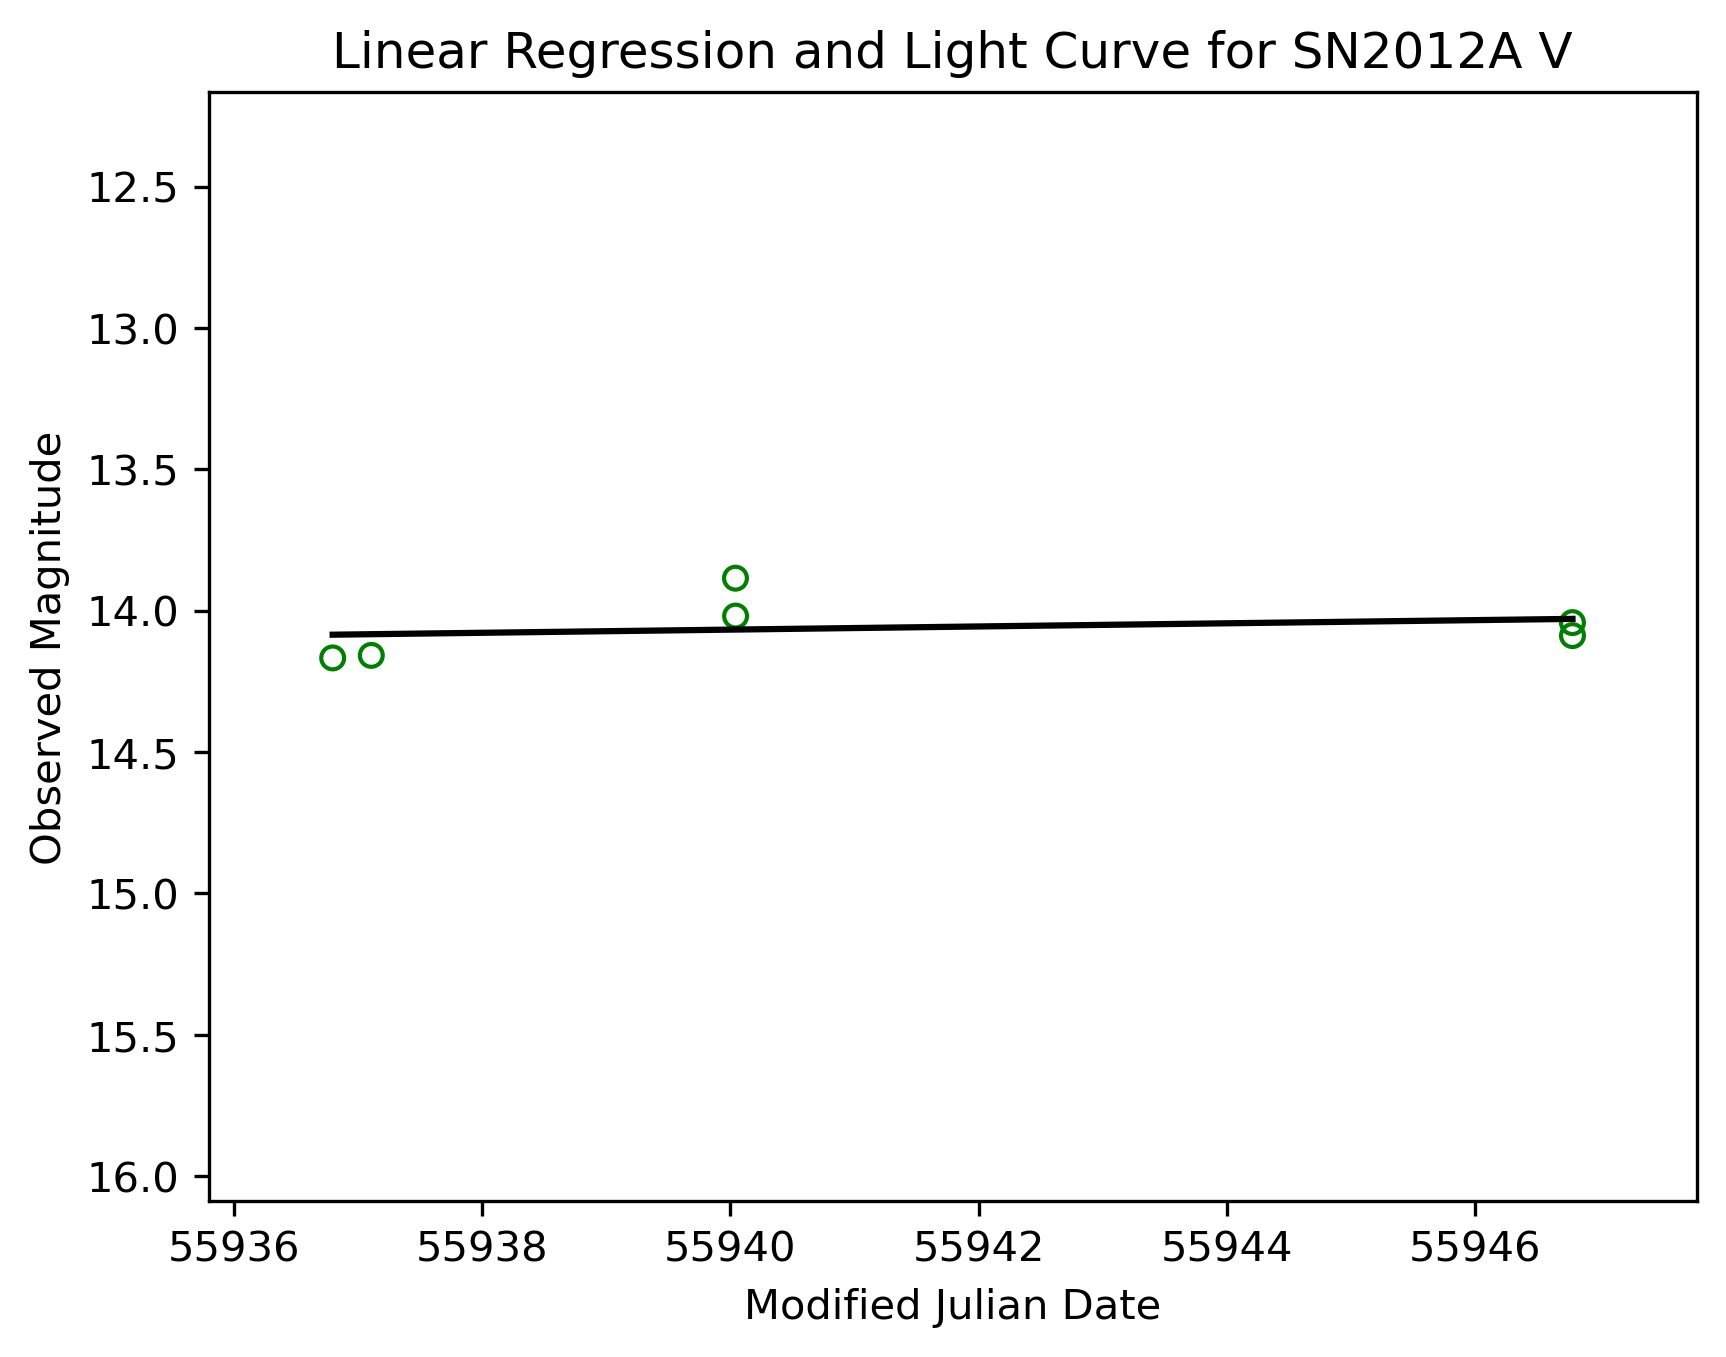 Linear Regression and Light Curve for SN2012A V
12.5
13.0
13.5
14.0
14.5
15.0
15.5
16.0
Observed Magnitude
55936 55938 55940 55942 55944 55946
Modified Julian Date